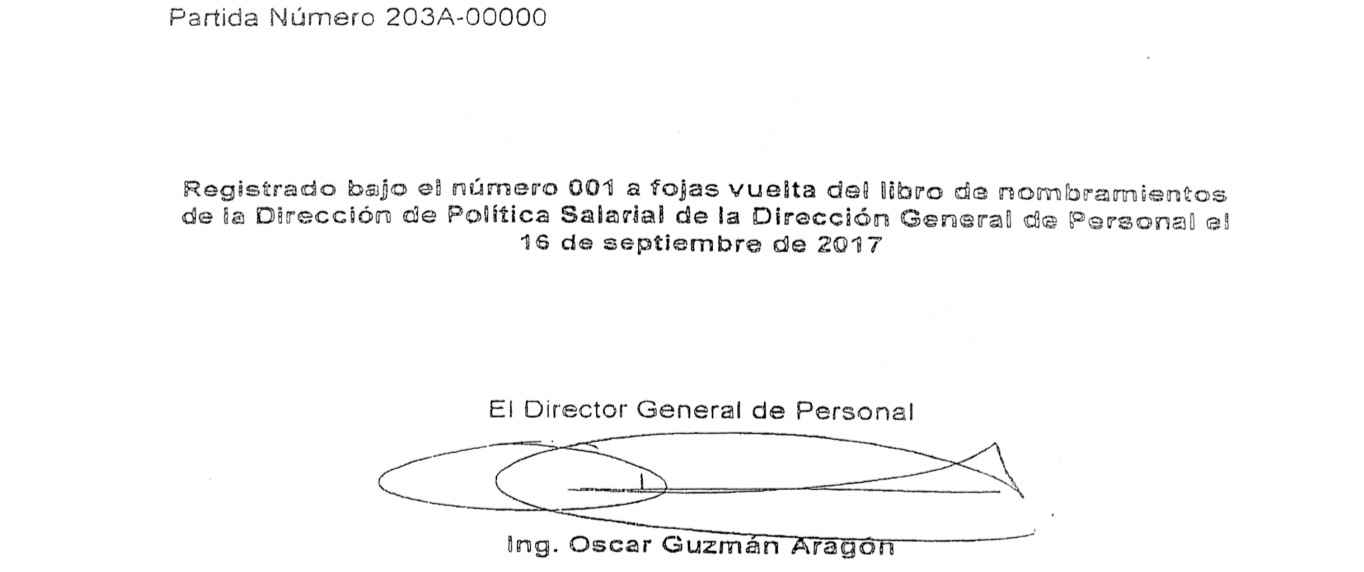 Partida Número 203A-00000
Registrado bajo el número 001 a fojas vuelta del libro de nombramientos
de la Dirección de Política Salarial de la Dirección General de Personal el
16 de septiembre de 2017
El Director General de Personal
Ing. Oscar Guzmán Aragón